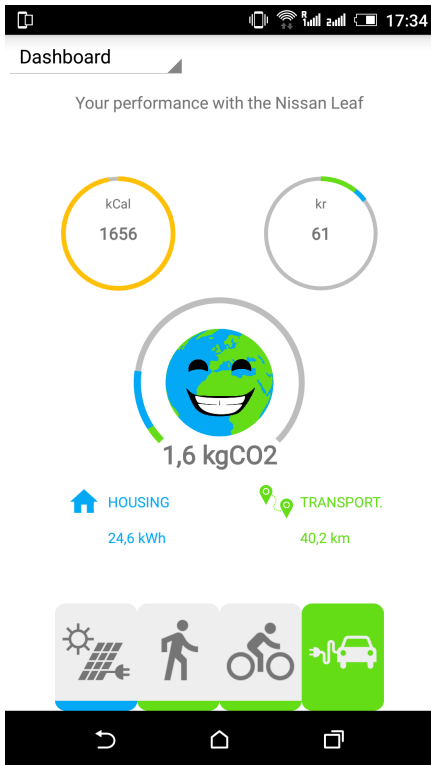 R
17:34
Dashboard
Your performance with the Nissan Leaf
kCal
1656
kr
61
1,6 kgCO2
HOUSING
TRANSPORT.
24,6 kWh
40,2 km